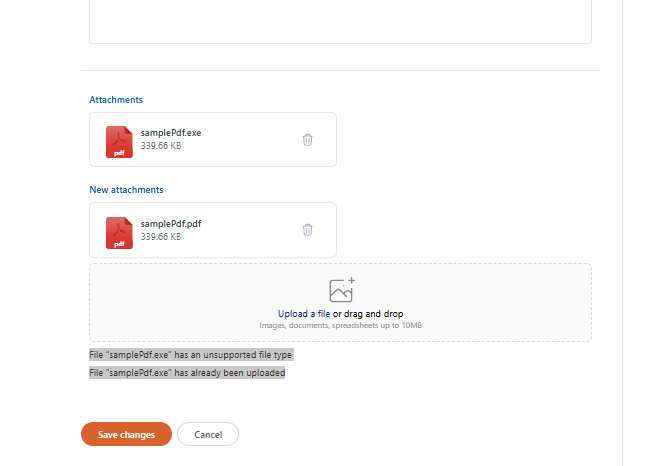 Attachments
samplePdf.exe
339.66 KB
pdf
New attachments
samplePdf.pdf
339.66 KB
pdf
Upload a file or drag and drop
Images, documents, spreadsheets up to 10MB
File "samplePdf.exe" has an unsupported file type
File "samplePdf.exe" has already been uploaded
Save changes
Cancel